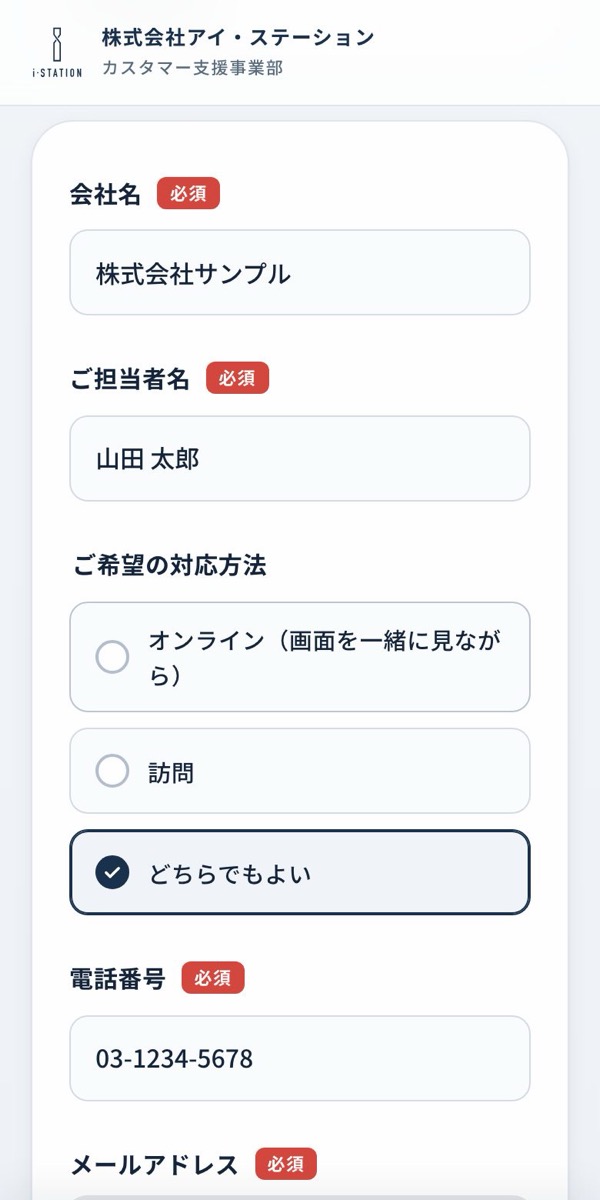 株式会社アイ・ステーション
i·STATION
カスタマー支援事業部
会社名 必須
株式会社サンプル
ご担当者名 必須
山田 太郎
ご希望の対応方法
オンライン（画面を一緒に見なが
ら）
訪問
どちらでもよい
電話番号 必須
03-1234-5678
メールアドレス 必須